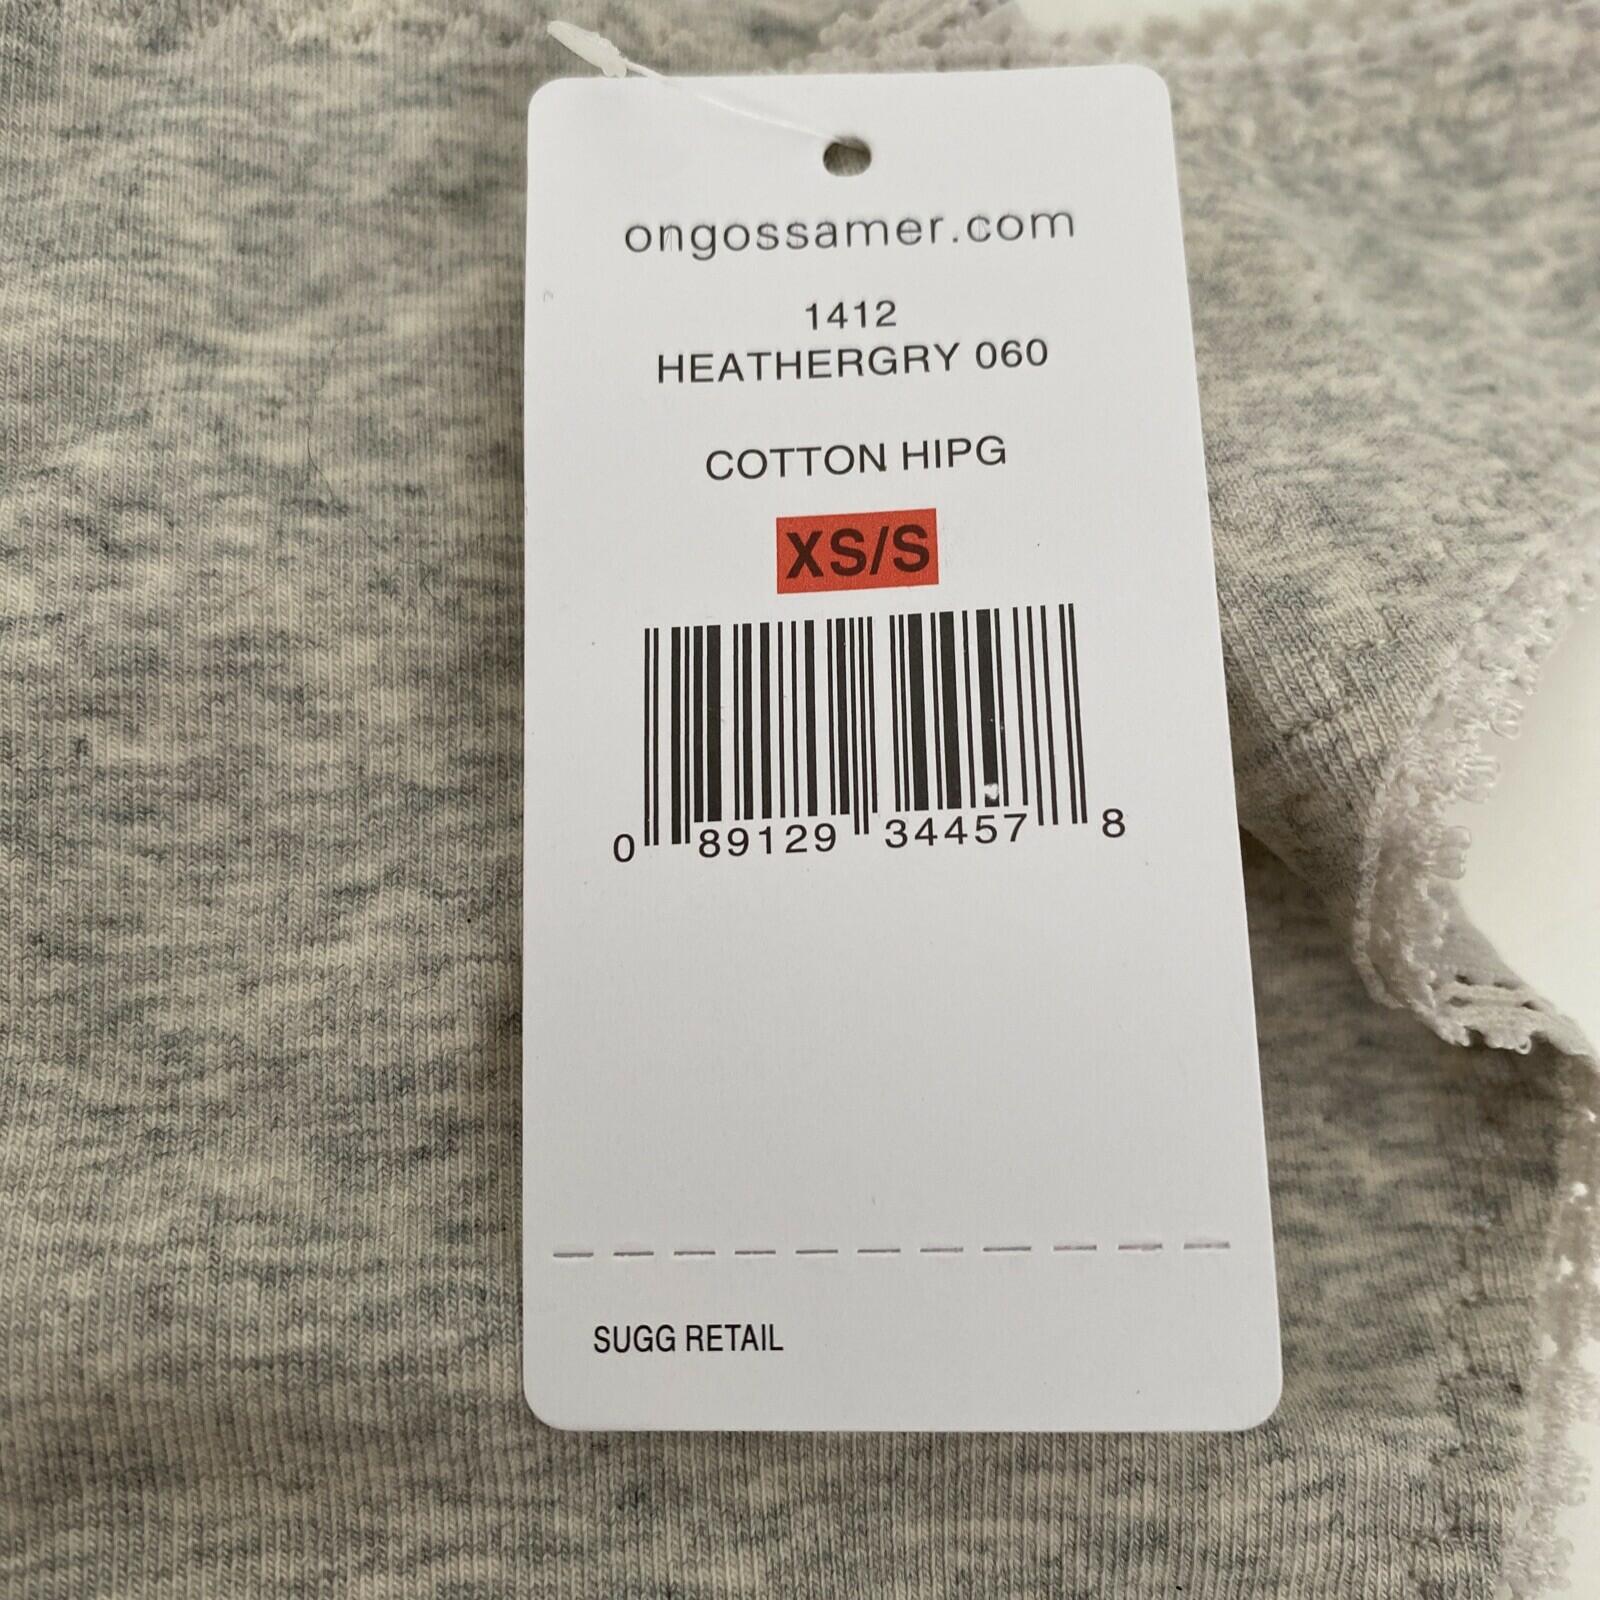 ongossamer.com
1412
HEATHERGRY 060
COTTON HIPG
XS/S
0 89129 34457 8
SUGG RETAIL